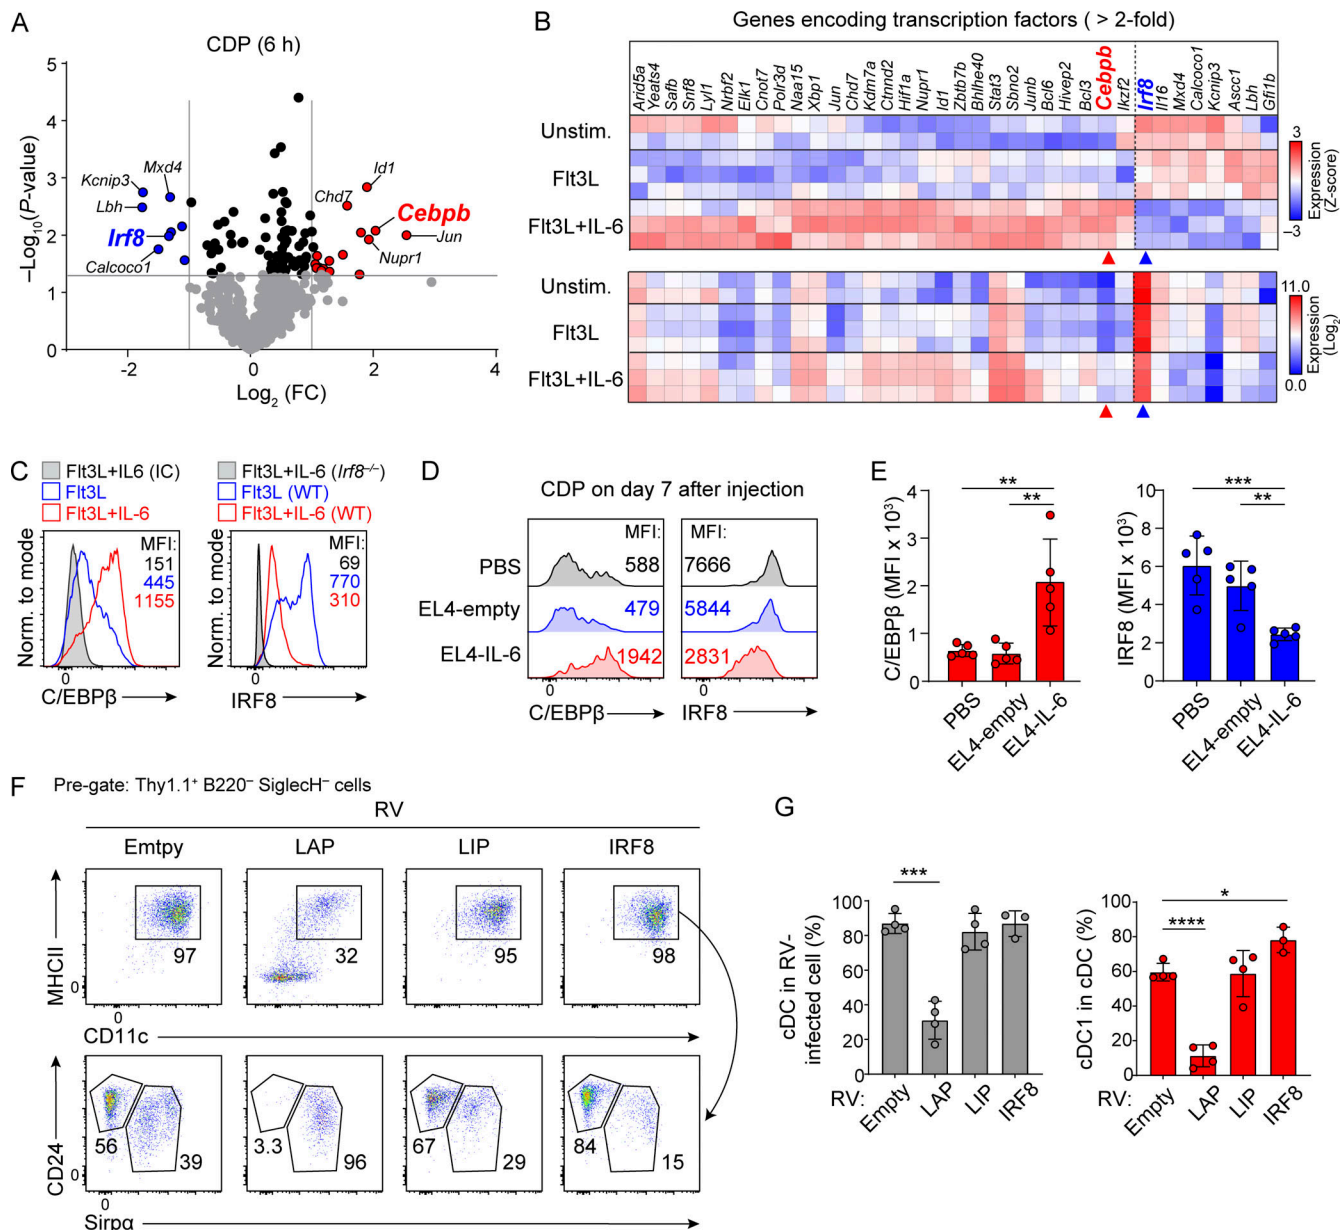 A
CDP (6 h)
5
4
3
2
1
0
–Log10(P-value)
-2
0
2
4
Log2 (FC)
Kcnip3
Mxd4
Lbh
Irf8
Calcoco1
Id1
Chd7
Cebpb
Jun
Nupr1
B
Genes encoding transcription factors ( > 2-fold)
Arid5a
Yeats4
Safb
Snf8
Lyl1
Nrbf2
Elk1
Cnot7
Polr3d
Naa15
Xbp1
Jun
Chd7
Kdm7a
Ctnnd2
Hif1a
Nupr1
Id1
Zbtb7b
Bhlhe40
Stat3
Sbno2
Junb
Bcl6
Hivep2
Bcl3
Cebpb
Ikzf2
Irf8
Il16
Mxd4
Calcoco1
Kcnip3
Ascc1
Lbh
Gfi1b
Unstim.
Flt3L
Flt3L+IL-6
3
–3
Expression
(Z-score)
Unstim.
Flt3L
Flt3L+IL-6
11.0
0.0
Expression
(Log2)
C
Flt3L+IL6 (IC)
Flt3L
Flt3L+IL-6
MFI:
151
445
1155
Norm. to mode
0
C/EBPβ
Flt3L+IL-6 (Irf8–/–)
Flt3L (WT)
Flt3L+IL-6 (WT)
MFI:
69
770
310
Norm. to mode
0
IRF8
D
CDP on day 7 after injection
PBS
EL4-empty
EL4-IL-6
MFI:
588
479
1942
0
C/EBPβ
MFI:
7666
5844
2831
0
IRF8
E
C/EBPβ (MFI x 10³)
4
3
2
1
0
**
**
PBS
EL4-empty
EL4-IL-6
IRF8 (MFI x 10³)
10
8
6
4
2
0
***
**
PBS
EL4-empty
EL4-IL-6
F
Pre-gate: Thy1.1⁺ B220⁻ SiglecH⁻ cells
RV
Emtpy
LAP
LIP
IRF8
97
32
95
98
MHCII
0
0
CD11c
56
39
3.3
96
67
29
84
15
CD24
0
0
Sirpα
G
cDC in RV-
infected cell (%)
100
80
60
40
20
0
***
RV:
Empty
LAP
LIP
IRF8
cDC1 in cDC (%)
100
80
60
40
20
0
*
****
RV:
Empty
LAP
LIP
IRF8